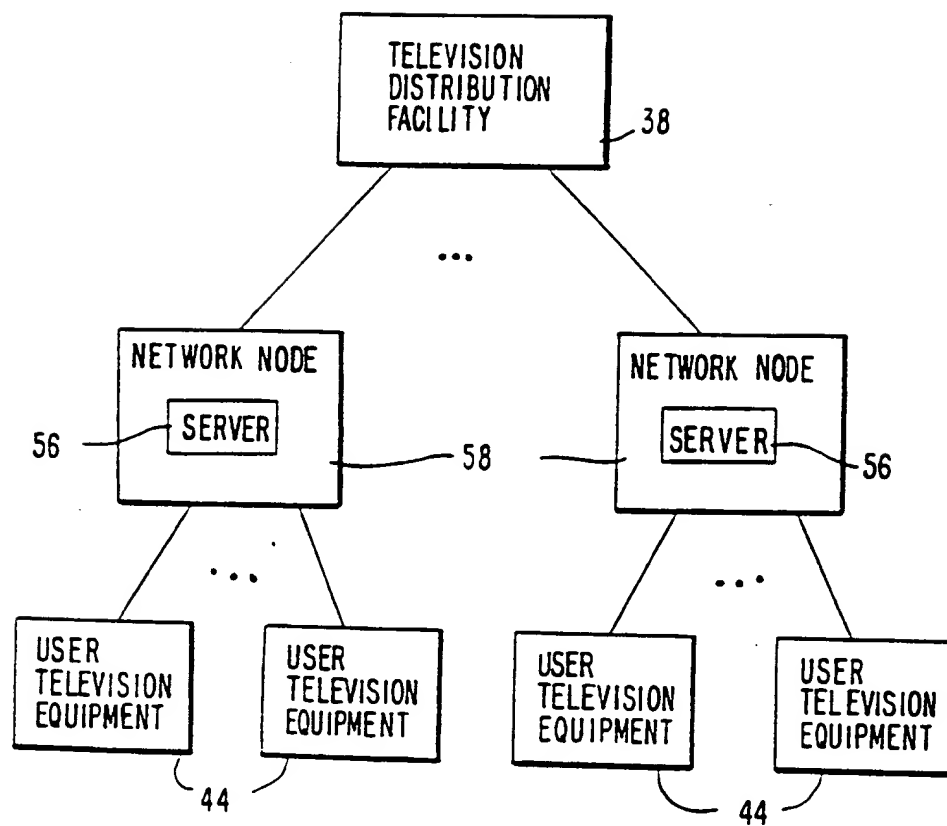 TELEVISION
DISTRIBUTION
FACILITY
38
...
NETWORK NODE
SERVER
56
58
NETWORK NODE
SERVER
56
...
...
USER
TELEVISION
EQUIPMENT
USER
TELEVISION
EQUIPMENT
44
USER
TELEVISION
EQUIPMENT
USER
TELEVISION
EQUIPMENT
44